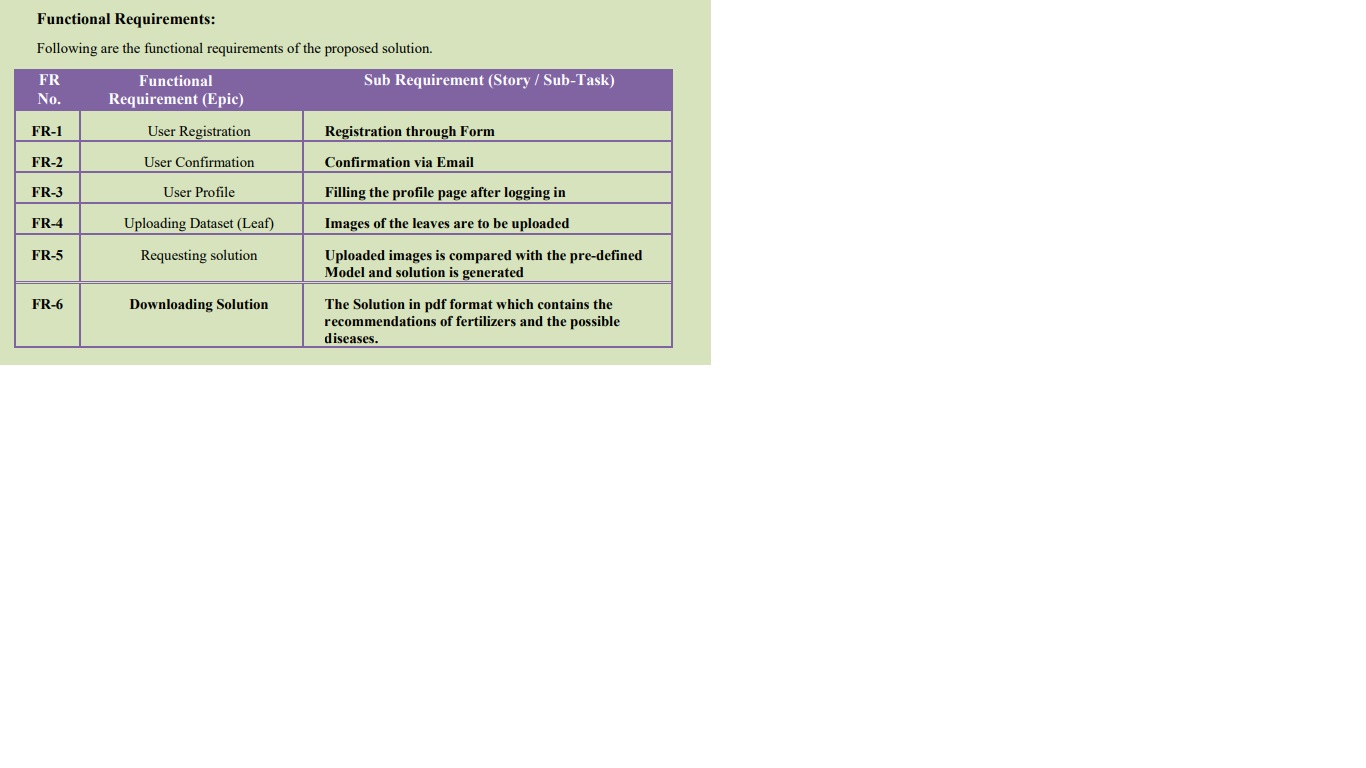 Functional Requirements:
Following are the functional requirements of the proposed solution.
FR No. Functional Requirement (Epic) Sub Requirement (Story / Sub-Task)
FR-1 User Registration Registration through Form
FR-2 User Confirmation Confirmation via Email
FR-3 User Profile Filling the profile page after logging in
FR-4 Uploading Dataset (Leaf) Images of the leaves are to be uploaded
FR-5 Requesting solution Uploaded images is compared with the pre-defined
Model and solution is generated
FR-6 Downloading Solution The Solution in pdf format which contains the
recommendations of fertilizers and the possible
diseases.